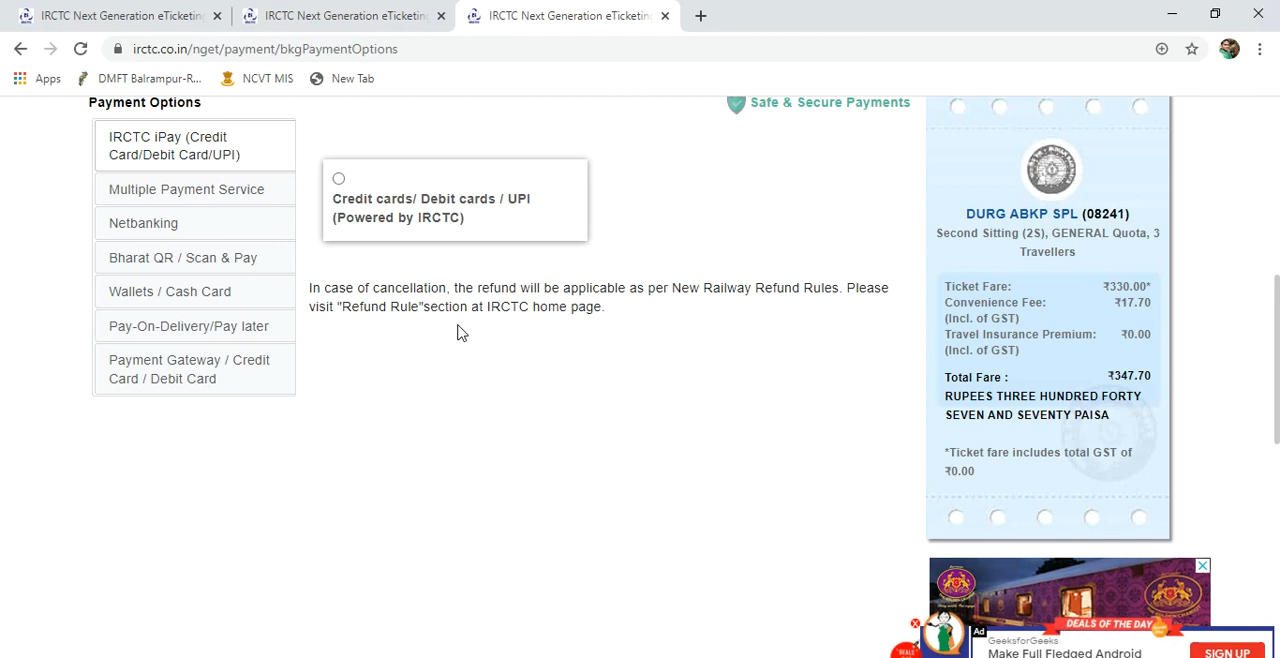 IRCTC Next Generation eTicketing
IRCTC Next Generation eTicketing
IRCTC Next Generation eTicketing
irctc.co.in/nget/payment/bkgPaymentOptions
Apps
DMFT Balrampur-R...
NCVT MIS
New Tab
Payment Options
Safe & Secure Payments
IRCTC iPay (Credit
Card/Debit Card/UPI)
Multiple Payment Service
Netbanking
Bharat QR / Scan & Pay
Wallets / Cash Card
Pay-On-Delivery/Pay later
Payment Gateway / Credit
Card / Debit Card
Credit cards/ Debit cards / UPI
(Powered by IRCTC)
In case of cancellation, the refund will be applicable as per New Railway Refund Rules. Please
visit "Refund Rule"section at IRCTC home page.
DURG ABKP SPL (08241)
Second Sitting (2S), GENERAL Quota, 3
Travellers
Ticket Fare: ₹330.00*
Convenience Fee: ₹17.70
(Incl. of GST)
Travel Insurance Premium: ₹0.00
(Incl. of GST)
Total Fare : ₹347.70
RUPEES THREE HUNDRED FORTY
SEVEN AND SEVENTY PAISA
*Ticket fare includes total GST of
₹0.00
DEALS OF THE DAY
Ad
GeeksforGeeks
Make Full Fledged Android
SIGN UP
"DEALS